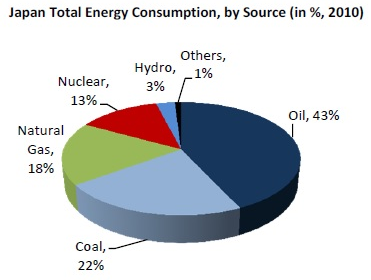 Japan Total Energy Consumption, by Source (in %, 2010)
Others,
1%
Hydro,
3%
Nuclear,
13%
Oil, 43%
Natural
Gas,
18%
Coal,
22%